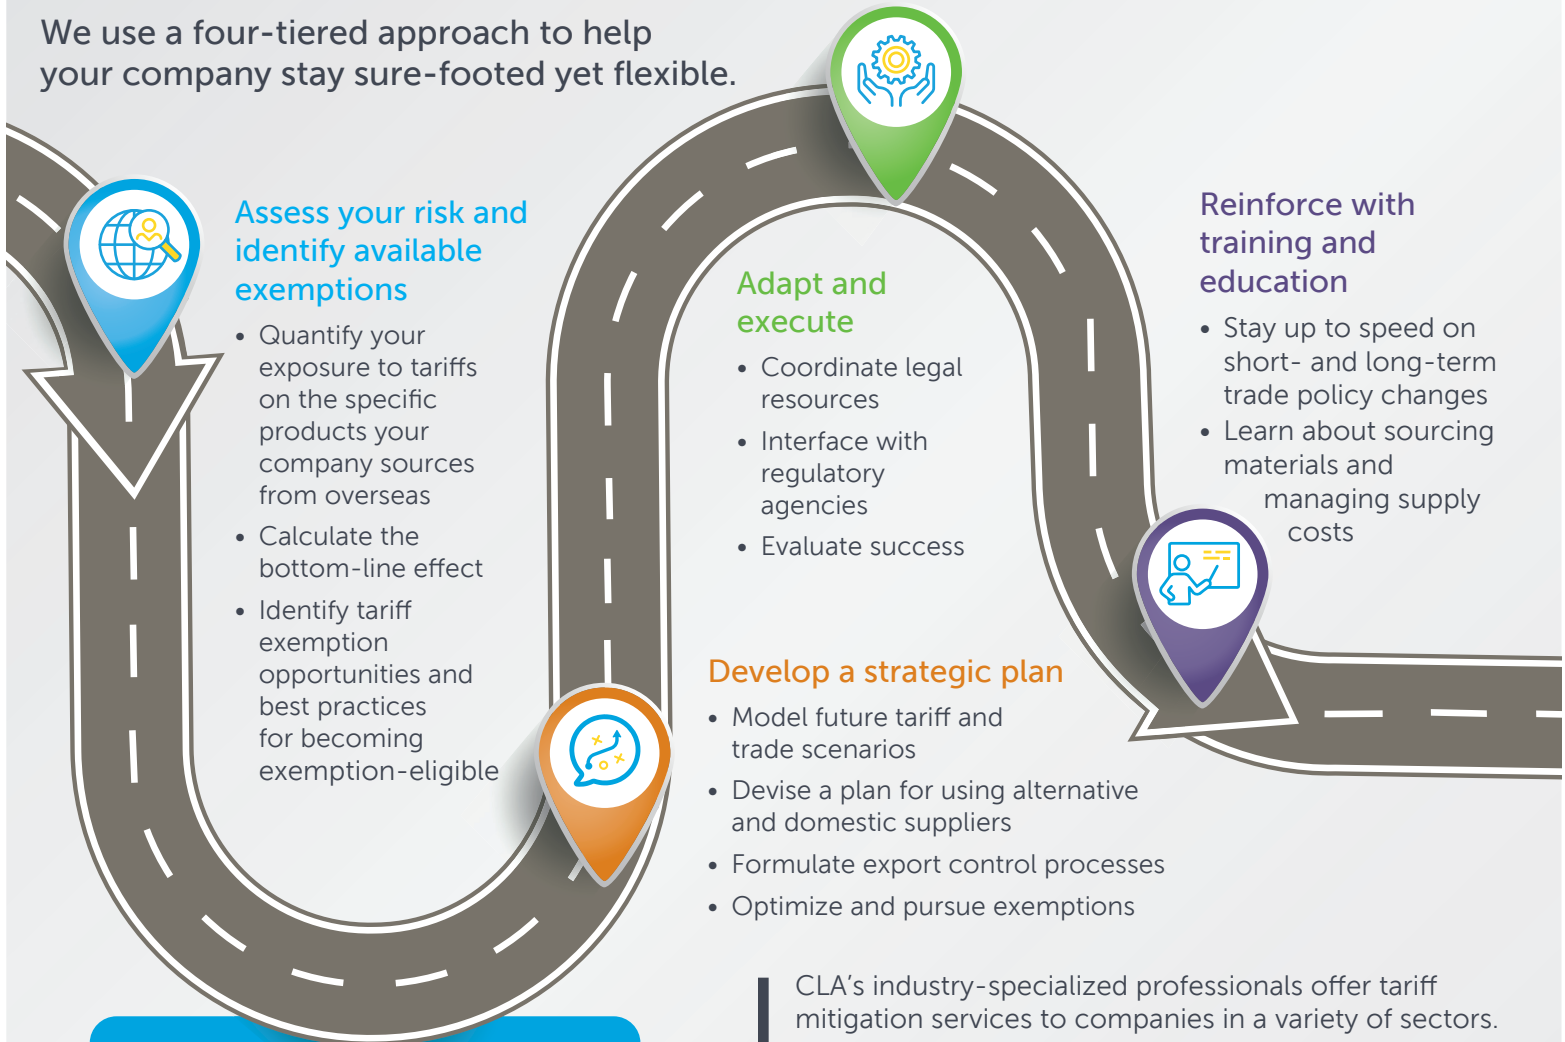 We use a four-tiered approach to help
your company stay sure-footed yet flexible.
Assess your risk and
identify available
exemptions
• Quantify your
exposure to tariffs
on the specific
products your
company sources
from overseas
• Calculate the
bottom-line effect
• Identify tariff
exemption
opportunities and
best practices
for becoming
exemption-eligible
Develop a strategic plan
• Model future tariff and
trade scenarios
• Devise a plan for using alternative
and domestic suppliers
• Formulate export control processes
• Optimize and pursue exemptions
Adapt and
execute
• Coordinate legal
resources
• Interface with
regulatory
agencies
• Evaluate success
Reinforce with
training and
education
• Stay up to speed on
short- and long-term
trade policy changes
• Learn about sourcing
materials and
managing supply
costs
CLA’s industry-specialized professionals offer tariff
mitigation services to companies in a variety of sectors.